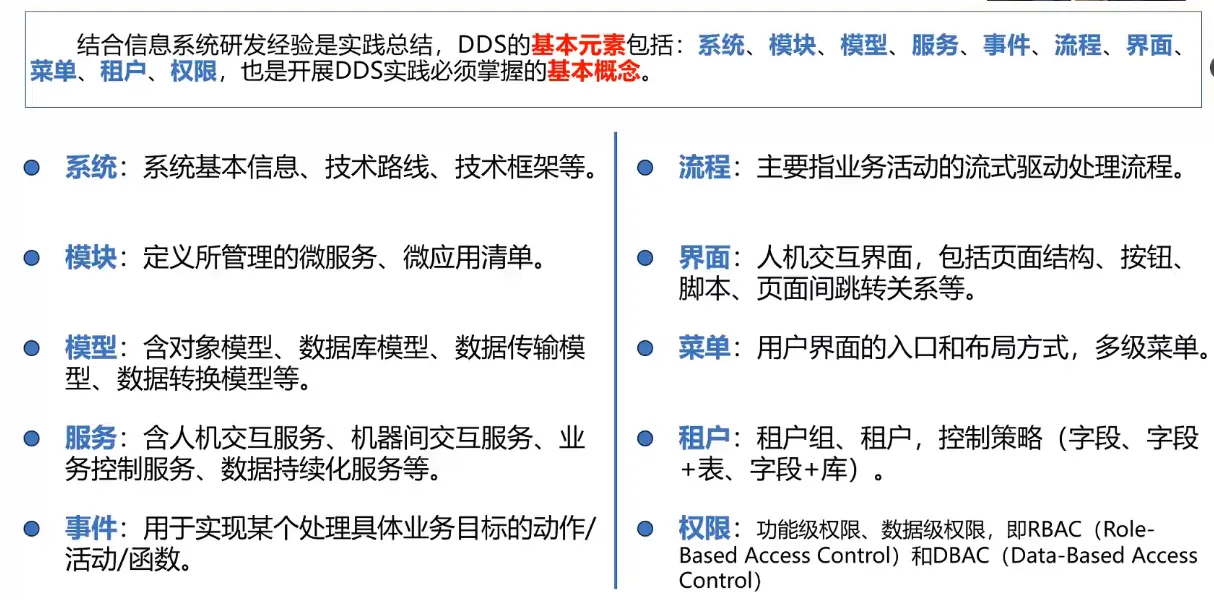 结合信息系统研发经验是实践总结，DDS的基本元素包括：系统、模块、模型、服务、事件、流程、界面、
菜单、租户、权限，也是开展DDS实践必须掌握的基本概念。
系统：系统基本信息、技术路线、技术框架等。
模块：定义所管理的微服务、微应用清单。
模型：含对象模型、数据库模型、数据传输模
型、数据转换模型等。
服务：含人机交互服务、机器间交互服务、业
务控制服务、数据持续化服务等。
事件：用于实现某个处理具体业务目标的动作/
活动/函数。
流程：主要指业务活动的流式驱动处理流程。
界面：人机交互界面，包括页面结构、按钮、
脚本、页面间跳转关系等。
菜单：用户界面的入口和布局方式，多级菜单。
租户：租户组、租户，控制策略（字段、字段
+表、字段+库）。
权限：功能级权限、数据级权限，即RBAC（Role-
Based Access Control）和DBAC（Data-Based Access
Control）